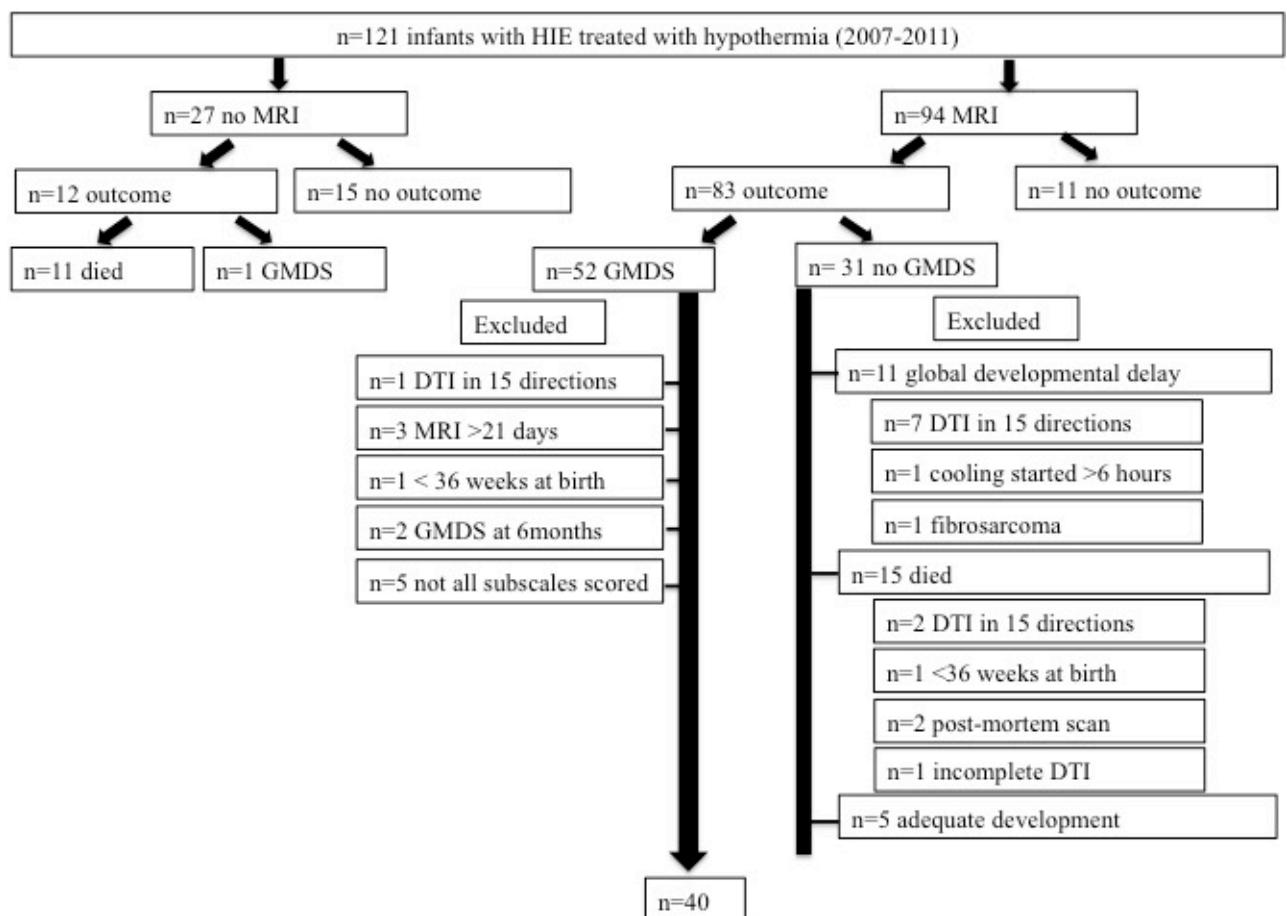 n=121 infants with HIE treated with hypothermia (2007-2011)
n=27 no MRI
n=94 MRI
n=12 outcome
n=15 no outcome
n=83 outcome
n=11 no outcome
n=11 died
n=1 GMDS
n=52 GMDS
n= 31 no GMDS
Excluded
n=1 DTI in 15 directions
n=3 MRI >21 days
n=1 < 36 weeks at birth
n=2 GMDS at 6months
n=5 not all subscales scored
Excluded
n=11 global developmental delay
n=7 DTI in 15 directions
n=1 cooling started >6 hours
n=1 fibrosarcoma
n=15 died
n=2 DTI in 15 directions
n=1 <36 weeks at birth
n=2 post-mortem scan
n=1 incomplete DTI
n=5 adequate development
n=40